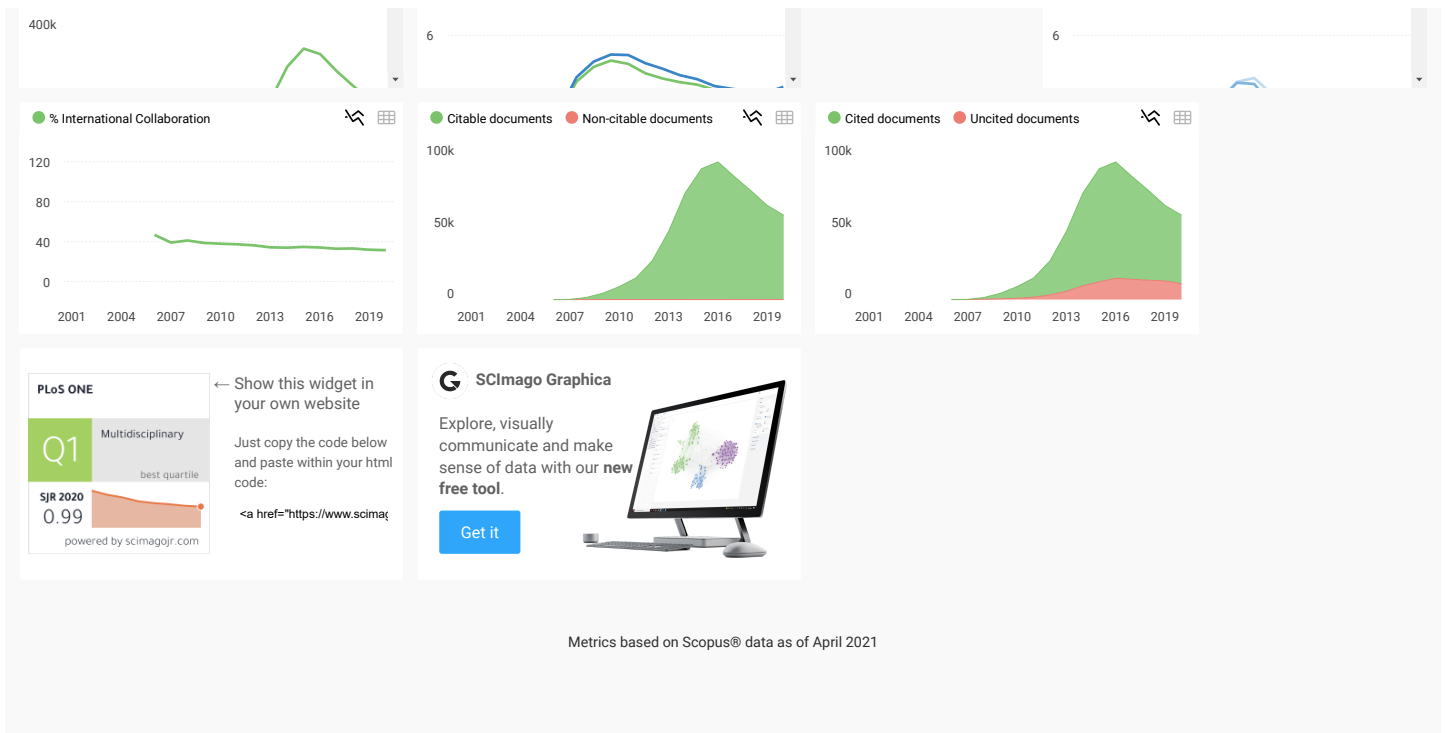 400k
6
6
% International Collaboration
120
80
40
0
2001 2004 2007 2010 2013 2016 2019
Citable documents Non-citable documents
100k
50k
0
2001 2004 2007 2010 2013 2016 2019
Cited documents Uncited documents
100k
50k
0
2001 2004 2007 2010 2013 2016 2019
PLoS ONE
Q1
Multidisciplinary
best quartile
SJR 2020
0.99
powered by scimagojr.com
← Show this widget in
your own website
Just copy the code below
and paste within your html
code:
<a href="https://www.scimag
SCImago Graphica
Explore, visually
communicate and make
sense of data with our new
free tool.
Get it
Metrics based on Scopus® data as of April 2021